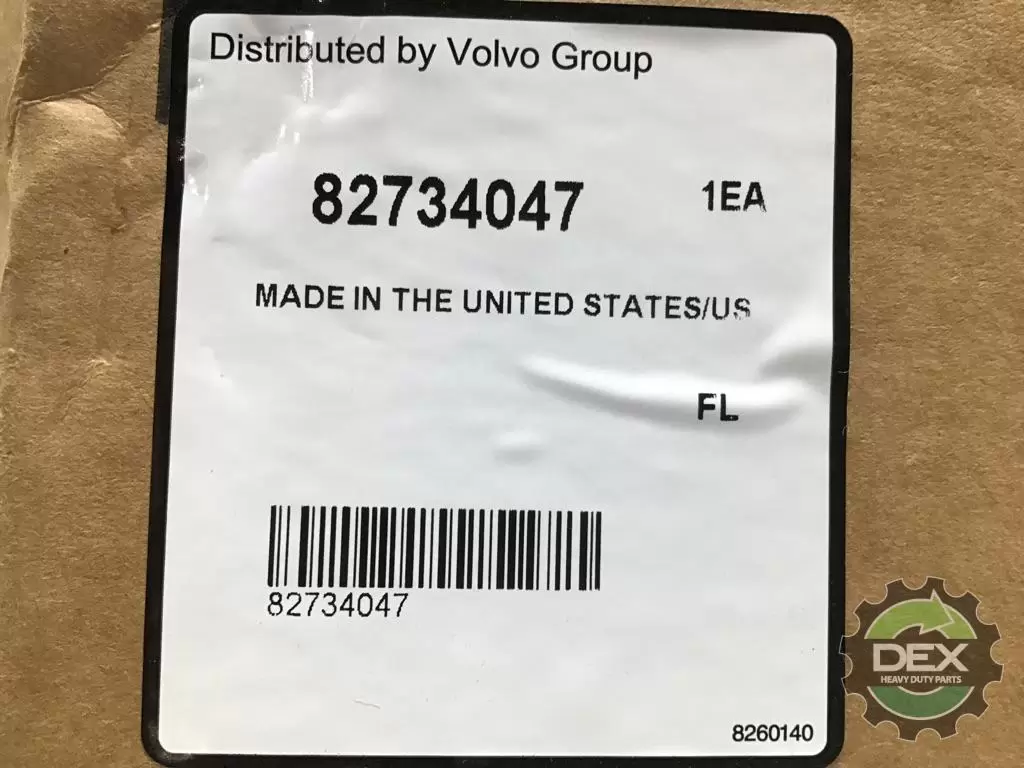 Distributed by Volvo Group
82734047 1EA
MADE IN THE UNITED STATES/US
FL
82734047
8260140
DEX
HEAVY DUTY PARTS